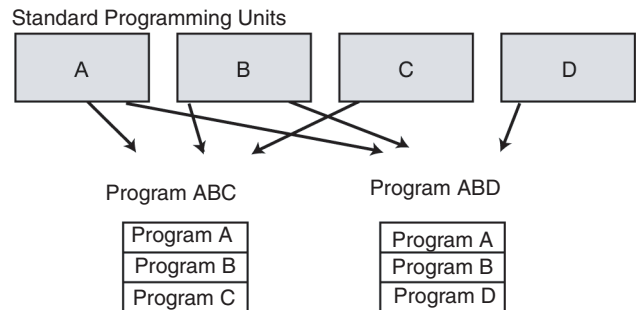 Standard Programming Units
A B C D
Program ABC Program ABD
Program A Program A
Program B Program B
Program C Program D